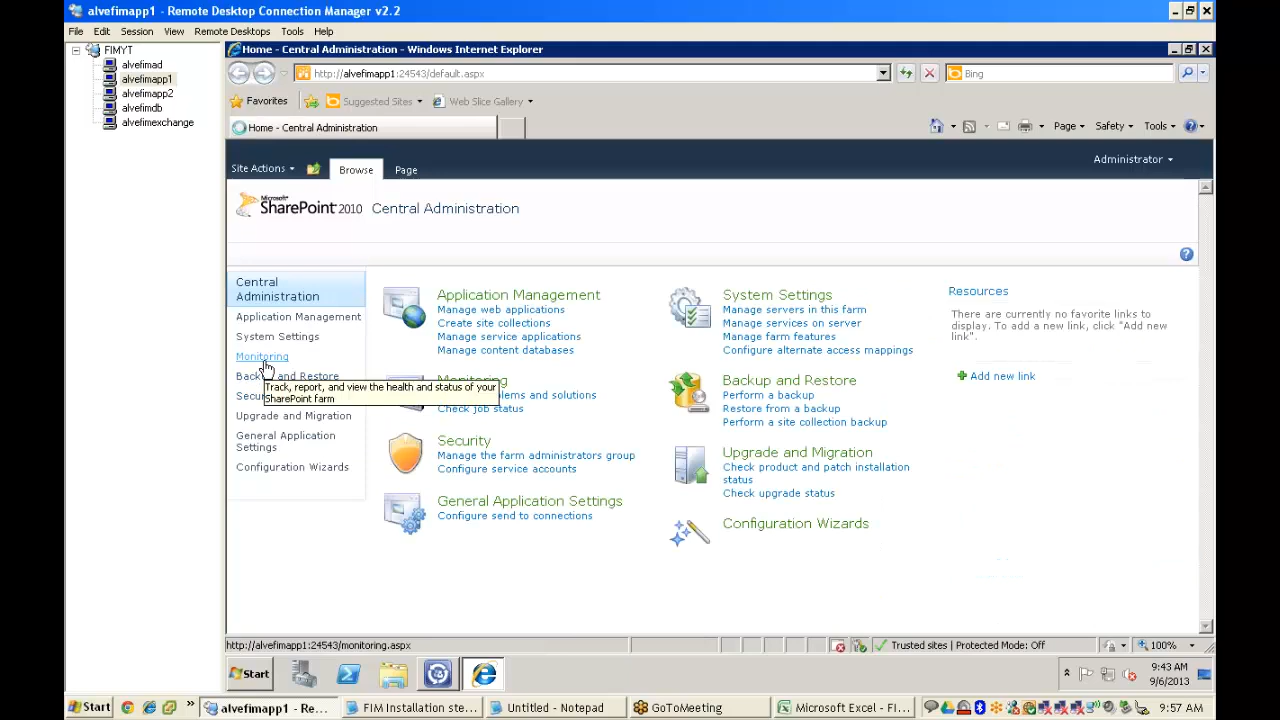 alvefimapp1 - Remote Desktop Connection Manager v2.2
File Edit Session View Remote Desktops Tools Help
FIMYT
alvefimad
alvefimapp1
alvefimapp2
alvefimdb
alvefimexchange
Home - Central Administration - Windows Internet Explorer
http://alvefimapp1:24543/default.aspx
Bing
Favorites Suggested Sites Web Slice Gallery
Home - Central Administration
Page Safety Tools
Site Actions Browse Page
Administrator
Microsoft
SharePoint 2010 Central Administration
Central
Administration
Application Management
System Settings
Monitoring
Backup and Restore
Upgrade and Migration
General Application
Settings
Configuration Wizards
Track, report, and view the health and status of your
SharePoint farm
Application Management
Manage web applications
Create site collections
Manage service applications
Manage content databases
Monitoring
problems and solutions
Check job status
Security
Manage the farm administrators group
Configure service accounts
General Application Settings
Configure send to connections
System Settings
Manage servers in this farm
Manage services on server
Manage farm features
Configure alternate access mappings
Backup and Restore
Perform a backup
Restore from a backup
Perform a site collection backup
Upgrade and Migration
Check product and patch installation
status
Check upgrade status
Configuration Wizards
Resources
There are currently no favorite links to
display. To add a new link, click "Add new
link".
Add new link
http://alvefimapp1:24543/monitoring.aspx
Trusted sites | Protected Mode: Off
100%
Start
9:43 AM
9/6/2013
Start
alvefimapp1 - Re...
FIM Installation ste...
Untitled - Notepad
GoToMeeting
Microsoft Excel - FI...
9:57 AM